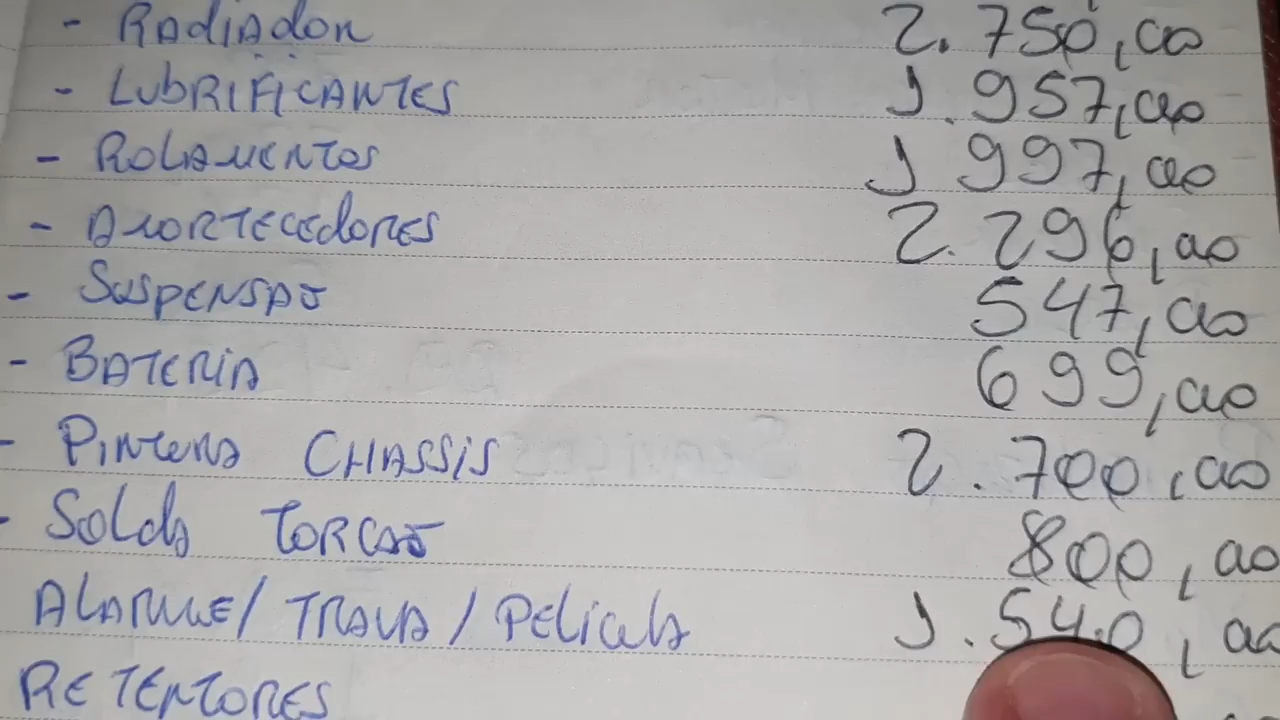 - RADIADOR 2.750,00
- LUBRIFICANTES 1.957,00
- ROLAMENTOS 1 997,00
- AMORTECEDORES 2.296,00
- SUSPENSÃO 547,00
- BATERIA 699,00
- PINTURA CHASSIS 2.700,00
- SOLDA TORCAO 800,00
ALARME/ TRAVA / PELICULA 1.540,00
RETENTORES